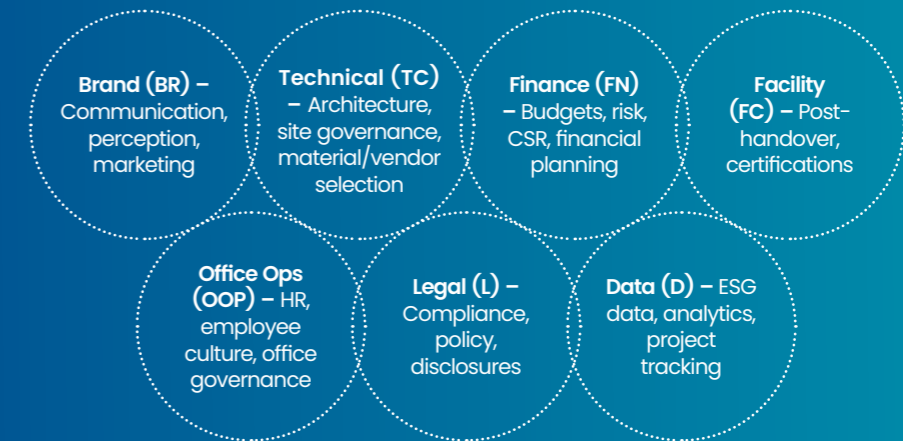 Brand (BR) –
Communication,
perception,
marketing
Technical (TC)
– Architecture,
site governance,
material/vendor
selection
Finance (FN)
– Budgets, risk,
CSR, financial
planning
Facility
(FC) – Post-
handover,
certifications
Office Ops
(OOP) – HR,
employee
culture, office
governance
Legal (L) –
Compliance,
policy,
disclosures
Data (D) – ESG
data, analytics,
project
tracking